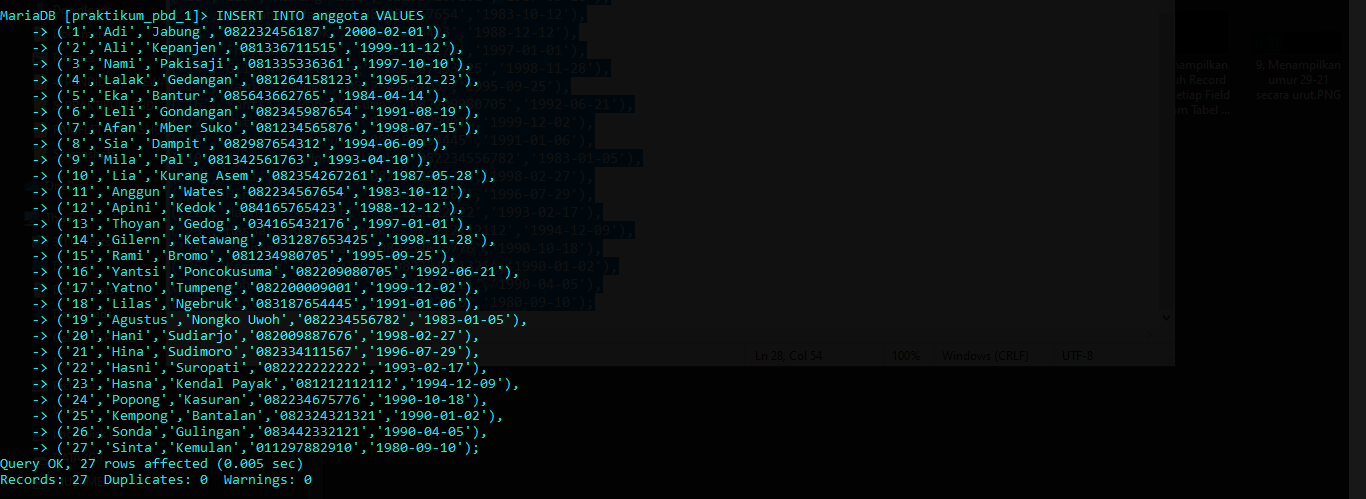 MariaDB [praktikum_pbd_1]> INSERT INTO anggota VALUES
-> ('1','Adi','Jabung','082232456187','2000-02-01'),
-> ('2','Ali','Kepanjen','081336711515','1999-11-12'),
-> ('3','Nami','Pakisaji','081335336361','1997-10-10'),
-> ('4','Lalak','Gedangan','081264158123','1995-12-23'),
-> ('5','Eka','Bantur','085643662765','1984-04-14'),
-> ('6','Leli','Gondangan','082345987654','1991-08-19'),
-> ('7','Afan','Mber Suko','081234565876','1998-07-15'),
-> ('8','Sia','Dampit','082987654312','1994-06-09'),
-> ('9','Mila','Pal','081342561763','1993-04-10'),
-> ('10','Lia','Kurang Asem','082354267261','1987-05-28'),
-> ('11','Anggun','Wates','082234567654','1983-10-12'),
-> ('12','Apini','Kedok','084165765423','1988-12-12'),
-> ('13','Thoyan','Gedog','034165432176','1997-01-01'),
-> ('14','Gilern','Ketawang','031287653425','1998-11-28'),
-> ('15','Rami','Bromo','081234980705','1995-09-25'),
-> ('16','Yantsi','Poncokusuma','082209080705','1992-06-21'),
-> ('17','Yatno','Tumpeng','082200009001','1999-12-02'),
-> ('18','Lilas','Ngebruk','083187654445','1991-01-06'),
-> ('19','Agustus','Nongko Uwoh','082234556782','1983-01-05'),
-> ('20','Hani','Sudiarjo','082009887676','1998-02-27'),
-> ('21','Hina','Sudimoro','082334111567','1996-07-29'),
-> ('22','Hasni','Suropati','082222222222','1993-02-17'),
-> ('23','Hasna','Kendal Payak','081212112112','1994-12-09'),
-> ('24','Popong','Kasuran','082234675776','1990-10-18'),
-> ('25','Kempong','Bantalan','082324321321','1990-01-02'),
-> ('26','Sonda','Gulingan','083442332121','1990-04-05'),
-> ('27','Sinta','Kemulan','011297882910','1980-09-10');
Query OK, 27 rows affected (0.005 sec)
Records: 27  Duplicates: 0  Warnings: 0
Ln 28, Col 54
100%
Windows (CRLF)
UTF-8
9. Menampilkan
umur 29-21
secara urut.PNG